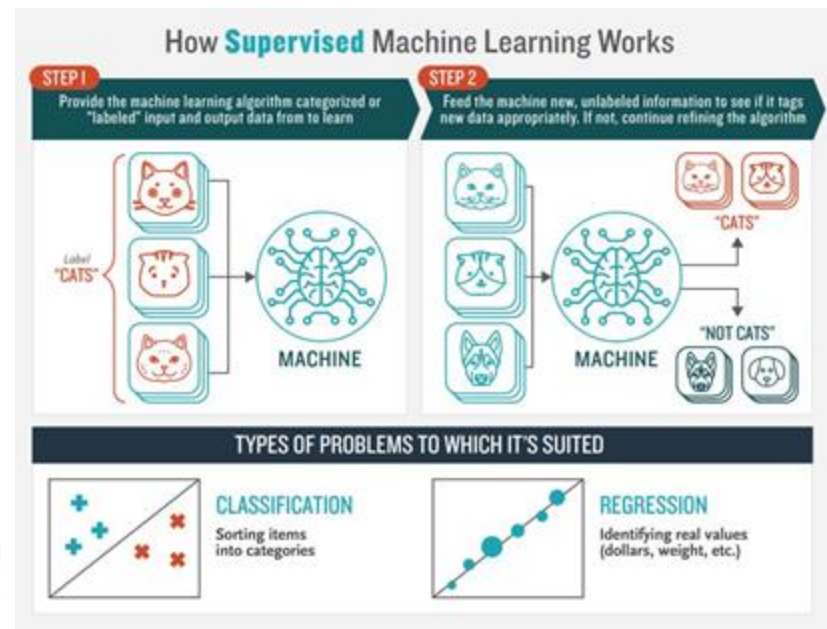 How Supervised Machine Learning Works
STEP 1
Provide the machine learning algorithm categorized or
"labeled" input and output data from to learn
STEP 2
Feed the machine new, unlabeled information to see if it tags
new data appropriately. If not, continue refining the algorithm
Label
"CATS"
MACHINE
MACHINE
"CATS"
"NOT CATS"
TYPES OF PROBLEMS TO WHICH IT'S SUITED
CLASSIFICATION
Sorting items
into categories
REGRESSION
Identifying real values
(dollars, weight, etc.)